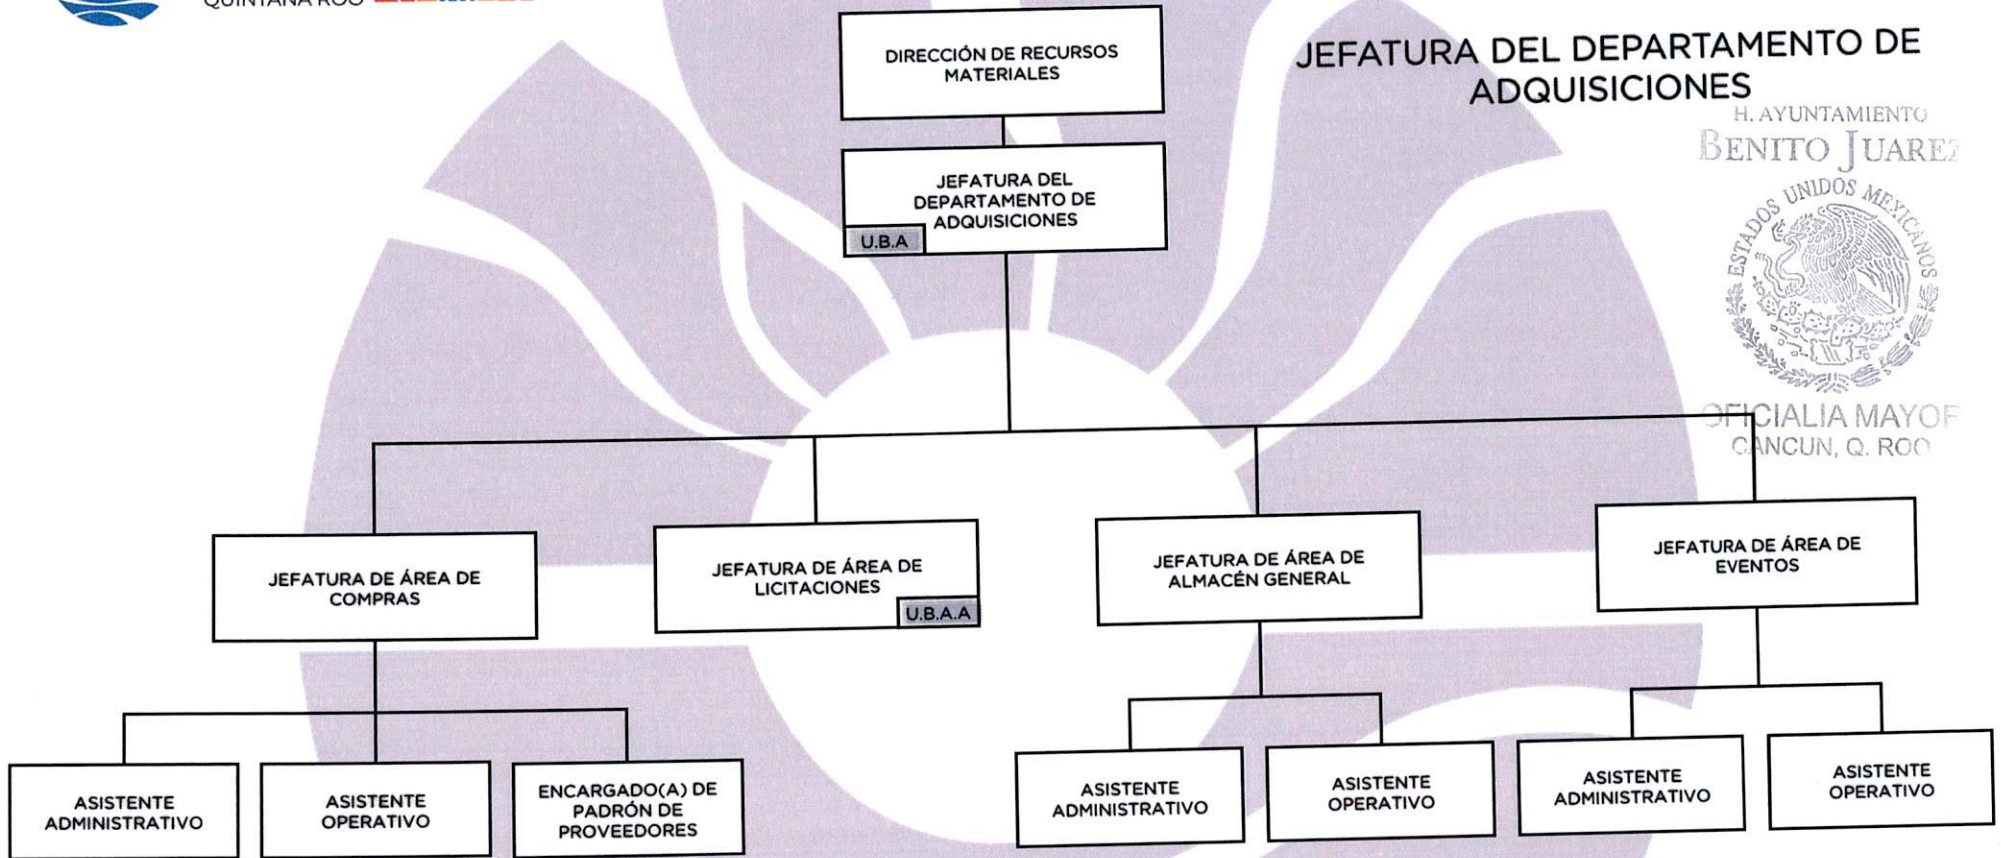 QUINTANA ROO
JEFATURA DEL DEPARTAMENTO DE
ADQUISICIONES
H. AYUNTAMIENTO
BENITO JUAREZ
ESTADOS UNIDOS MEXICANOS
OFICIALIA MAYOR
CANCUN, Q. ROO
DIRECCIÓN DE RECURSOS
MATERIALES
JEFATURA DEL
DEPARTAMENTO DE
ADQUISICIONES
U.B.A
JEFATURA DE ÁREA DE
COMPRAS
JEFATURA DE ÁREA DE
LICITACIONES
U.B.A.A
JEFATURA DE ÁREA DE
ALMACÉN GENERAL
JEFATURA DE ÁREA DE
EVENTOS
ASISTENTE
ADMINISTRATIVO
ASISTENTE
OPERATIVO
ENCARGADO(A) DE
PADRÓN DE
PROVEEDORES
ASISTENTE
ADMINISTRATIVO
ASISTENTE
OPERATIVO
ASISTENTE
ADMINISTRATIVO
ASISTENTE
OPERATIVO